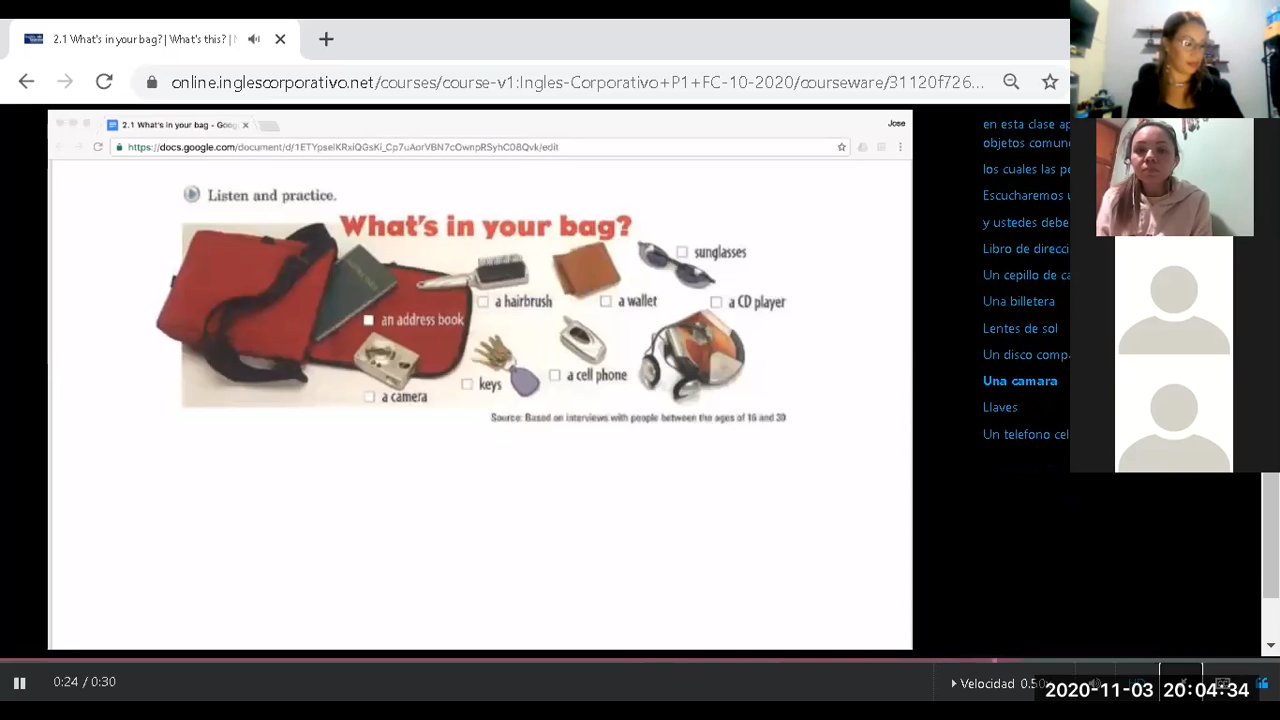 2.1 What's in your bag? | What's this? |
online.inglescorporativo.net/courses/course-v1:Ingles-Corporativo+P1+FC-10-2020/courseware/31120f726...
2.1 What's in your bag - Goog
Jose
https://docs.google.com/document/d/1ETYpselKRxiQGsKi_Cp7uAorVBN7cOwnpRSyhC08Qvk/edit
Listen and practice.
What's in your bag?
sunglasses
a hairbrush
a wallet
a CD player
an address book
keys
a cell phone
a camera
Source: Based on interviews with people between the ages of 16 and 30
en esta clase ap
objetos comun
los cuales las pe
Escucharemos
y ustedes debe
Libro de direcci
Un cepillo de ca
Una billetera
Lentes de sol
Un disco compa
Una camara
Llaves
Un telefono cel
0:24 / 0:30
Velocidad 0.50x
HD
2020-11-03 20:04:34